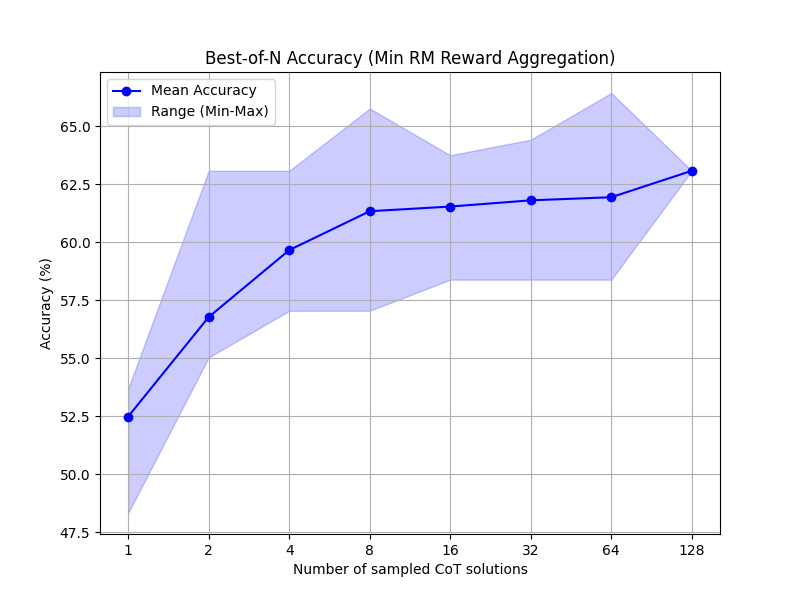 Best-of-N Accuracy (Min RM Reward Aggregation)
Mean Accuracy
Range (Min-Max)
Accuracy (%)
65.0
62.5
60.0
57.5
55.0
52.5
50.0
47.5
1 2 4 8 16 32 64 128
Number of sampled CoT solutions